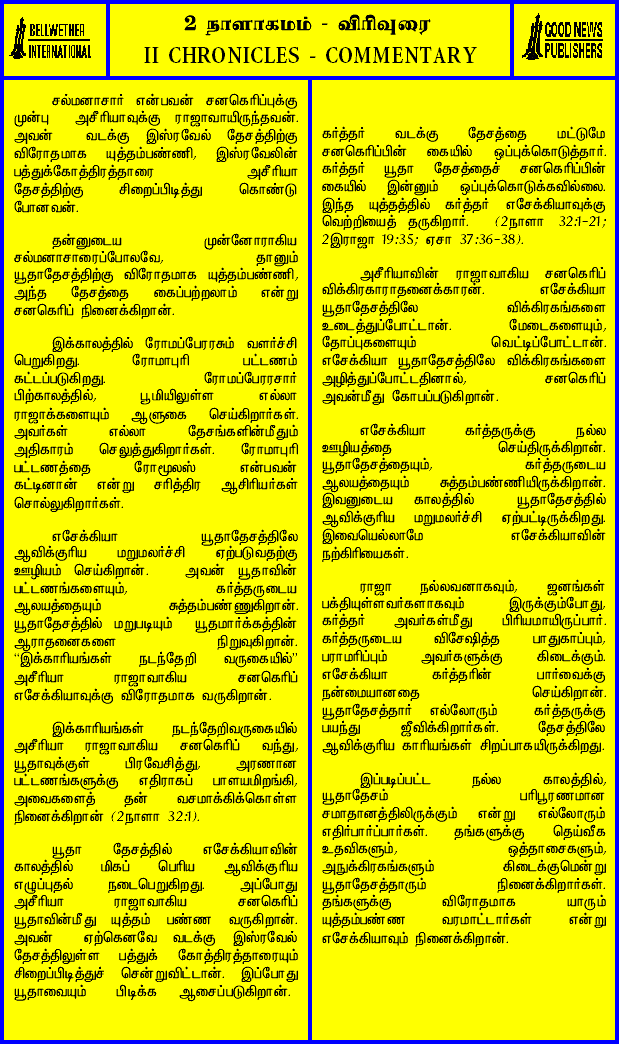 BELLWETHER
INTERNATIONAL
2 நாளாகமம் - விரிவுரை
II CHRONICLES - COMMENTARY
GOOD NEWS
PUBLISHERS
சல்மனாசார் என்பவன் சனகெரிப்புக்கு
முன்பு அசீரியாவுக்கு ராஜாவாயிருந்தவன்.
அவன் வடக்கு இஸ்ரவேல் தேசத்திற்கு
விரோதமாக யுத்தம்பண்ணி, இஸ்ரவேலின்
பத்துக்கோத்திரத்தாரை அசீரியா
தேசத்திற்கு சிறைப்பிடித்து கொண்டு
போனவன்.
தன்னுடைய முன்னோராகிய
சல்மனாசாரைப்போலவே, தானும்
யூதாதேசத்திற்கு விரோதமாக யுத்தம்பண்ணி,
அந்த தேசத்தை கைப்பற்றலாம் என்று
சனகெரிப் நினைக்கிறான்.
இக்காலத்தில் ரோமப்பேரரசும் வளர்ச்சி
பெறுகிறது. ரோமாபுரி பட்டணம்
கட்டப்படுகிறது. ரோமப்பேரரசார்
பிற்காலத்தில், பூமியிலுள்ள எல்லா
ராஜாக்களையும் ஆளுகை செய்கிறார்கள்.
அவர்கள் எல்லா தேசங்களின்மீதும்
அதிகாரம் செலுத்துகிறார்கள். ரோமாபுரி
பட்டணத்தை ரோமூலஸ் என்பவன்
கட்டினான் என்று சரித்திர ஆசிரியர்கள்
சொல்லுகிறார்கள்.
எசேக்கியா யூதாதேசத்திலே
ஆவிக்குரிய மறுமலர்ச்சி ஏற்படுவதற்கு
ஊழியம் செய்கிறான். அவன் யூதாவின்
பட்டணங்களையும், கர்த்தருடைய
ஆலயத்தையும் சுத்தம்பண்ணுகிறான்.
யூதாதேசத்தில் மறுபடியும் யூதமார்க்கத்தின்
ஆராதனைகளை நிறுவுகிறான்.
“இக்காரியங்கள் நடந்தேறி வருகையில்”
அசீரியா ராஜாவாகிய சனகெரிப்
எசேக்கியாவுக்கு விரோதமாக வருகிறான்.
இக்காரியங்கள் நடந்தேறிவருகையில்
அசீரியா ராஜாவாகிய சனகெரிப் வந்து,
யூதாவுக்குள் பிரவேசித்து, அரணான
பட்டணங்களுக்கு எதிராகப் பாளயமிறங்கி,
அவைகளைத் தன் வசமாக்கிக்கொள்ள
நினைக்கிறான் (2நாளா 32:1).
யூதா தேசத்தில் எசேக்கியாவின்
காலத்தில் மிகப் பெரிய ஆவிக்குரிய
எழுப்புதல் நடைபெறுகிறது. அப்போது
அசீரியா ராஜாவாகிய சனகெரிப்
யூதாவின்மீது யுத்தம் பண்ண வருகிறான்.
அவன் ஏற்கெனவே வடக்கு இஸ்ரவேல்
தேசத்திலுள்ள பத்துக் கோத்திரத்தாரையும்
சிறைப்பிடித்துச் சென்றுவிட்டான். இப்போது
யூதாவையும் பிடிக்க ஆசைப்படுகிறான்.
கர்த்தர் வடக்கு தேசத்தை மட்டுமே
சனகெரிப்பின் கையில் ஒப்புக்கொடுத்தார்.
கர்த்தர் யூதா தேசத்தைச் சனகெரிப்பின்
கையில் இன்னும் ஒப்புக்கொடுக்கவில்லை.
இந்த யுத்தத்தில் கர்த்தர் எசேக்கியாவுக்கு
வெற்றியைத் தருகிறார். (2நாளா 32:1-21;
2இராஜா 19:35; ஏசா 37:36-38).
அசீரியாவின் ராஜாவாகிய சனகெரிப்
விக்கிரகாராதனைக்காரன். எசேக்கியா
யூதாதேசத்திலே விக்கிரகங்களை
உடைத்துப்போட்டான். மேடைகளையும்,
தோப்புகளையும் வெட்டிப்போட்டான்.
எசேக்கியா யூதாதேசத்திலே விக்கிரகங்களை
அழித்துப்போட்டதினால், சனகெரிப்
அவன்மீது கோபப்படுகிறான்.
எசேக்கியா கர்த்தருக்கு நல்ல
ஊழியத்தை செய்திருக்கிறான்.
யூதாதேசத்தையும், கர்த்தருடைய
ஆலயத்தையும் சுத்தம்பண்ணியிருக்கிறான்.
இவனுடைய காலத்தில் யூதாதேசத்தில்
ஆவிக்குரிய மறுமலர்ச்சி ஏற்பட்டிருக்கிறது.
இவையெல்லாமே எசேக்கியாவின்
நற்கிரியைகள்.
ராஜா நல்லவனாகவும், ஜனங்கள்
பக்தியுள்ளவர்களாகவும் இருக்கும்போது,
கர்த்தர் அவர்கள்மீது பிரியமாயிருப்பார்.
கர்த்தருடைய விசேஷித்த பாதுகாப்பும்,
பராமரிப்பும் அவர்களுக்கு கிடைக்கும்.
எசேக்கியா கர்த்தரின் பார்வைக்கு
நன்மையானதை செய்கிறான்.
யூதாதேசத்தார் எல்லோரும் கர்த்தருக்கு
பயந்து ஜீவிக்கிறார்கள். தேசத்திலே
ஆவிக்குரிய காரியங்கள் சிறப்பாகயிருக்கிறது.
இப்படிப்பட்ட நல்ல காலத்தில்,
யூதாதேசம் பரிபூரணமான
சமாதானத்திலிருக்கும் என்று எல்லோரும்
எதிர்பார்ப்பார்கள். தங்களுக்கு தெய்வீக
உதவிகளும், ஒத்தாசைகளும்,
அநுக்கிரகங்களும் கிடைக்குமென்று
யூதாதேசத்தாரும் நினைக்கிறார்கள்.
தங்களுக்கு விரோதமாக யாரும்
யுத்தம்பண்ண வரமாட்டார்கள் என்று
எசேக்கியாவும் நினைக்கிறான்.